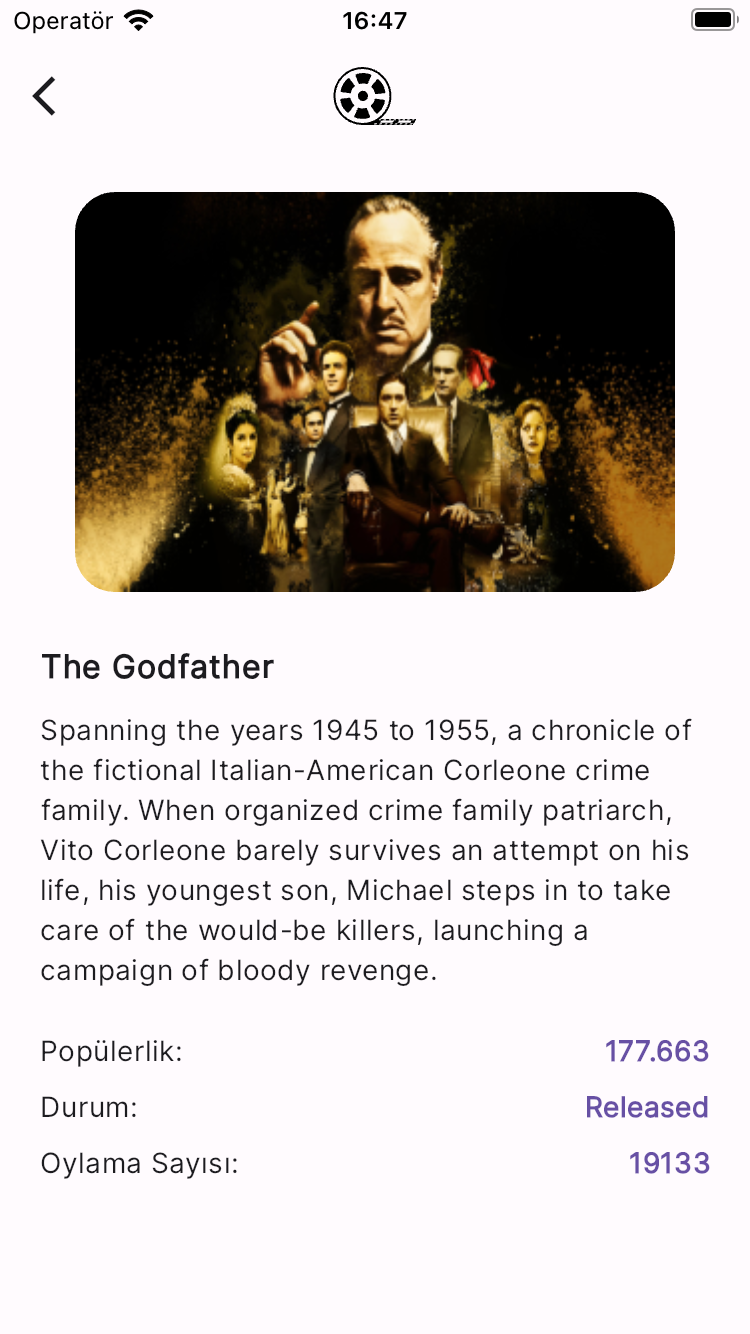 Operatör 16:47
The Godfather
Spanning the years 1945 to 1955, a chronicle of
the fictional Italian-American Corleone crime
family. When organized crime family patriarch,
Vito Corleone barely survives an attempt on his
life, his youngest son, Michael steps in to take
care of the would-be killers, launching a
campaign of bloody revenge.
Popülerlik: 177.663
Durum: Released
Oylama Sayısı: 19133